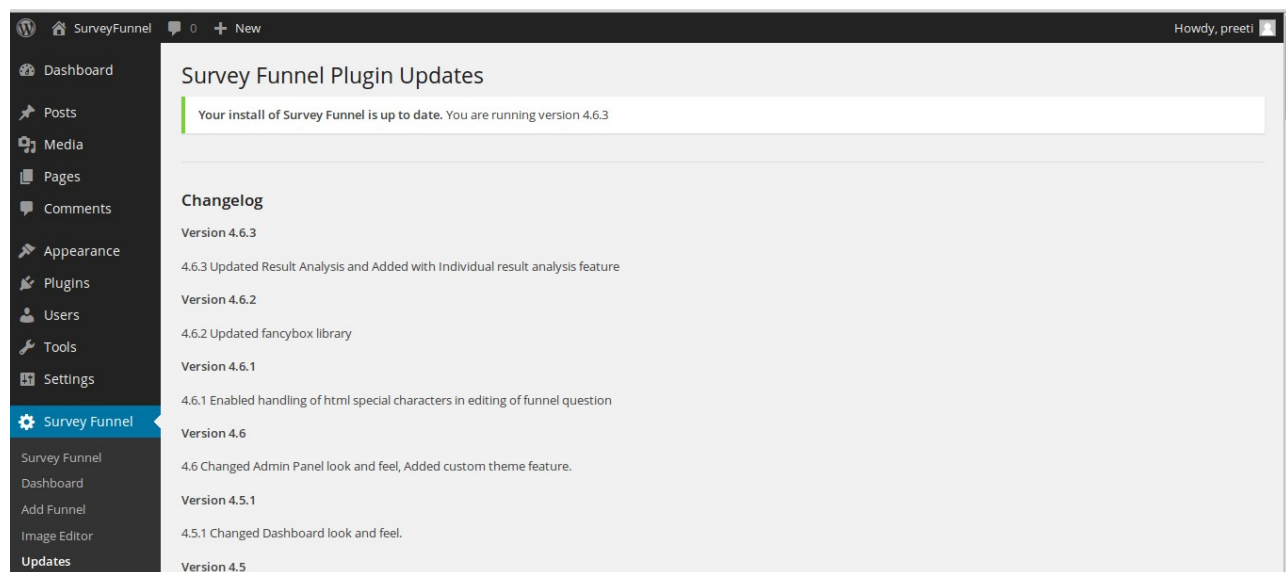 SurveyFunnel 0 + New Howdy, preeti
Dashboard
Posts
Media
Pages
Comments
Appearance
Plugins
Users
Tools
Settings
Survey Funnel
Survey Funnel
Dashboard
Add Funnel
Image Editor
Updates
Survey Funnel Plugin Updates
Your install of Survey Funnel is up to date. You are running version 4.6.3
Changelog
Version 4.6.3
4.6.3 Updated Result Analysis and Added with Individual result analysis feature
Version 4.6.2
4.6.2 Updated fancybox library
Version 4.6.1
4.6.1 Enabled handling of html special characters in editing of funnel question
Version 4.6
4.6 Changed Admin Panel look and feel, Added custom theme feature.
Version 4.5.1
4.5.1 Changed Dashboard look and feel.
Version 4.5